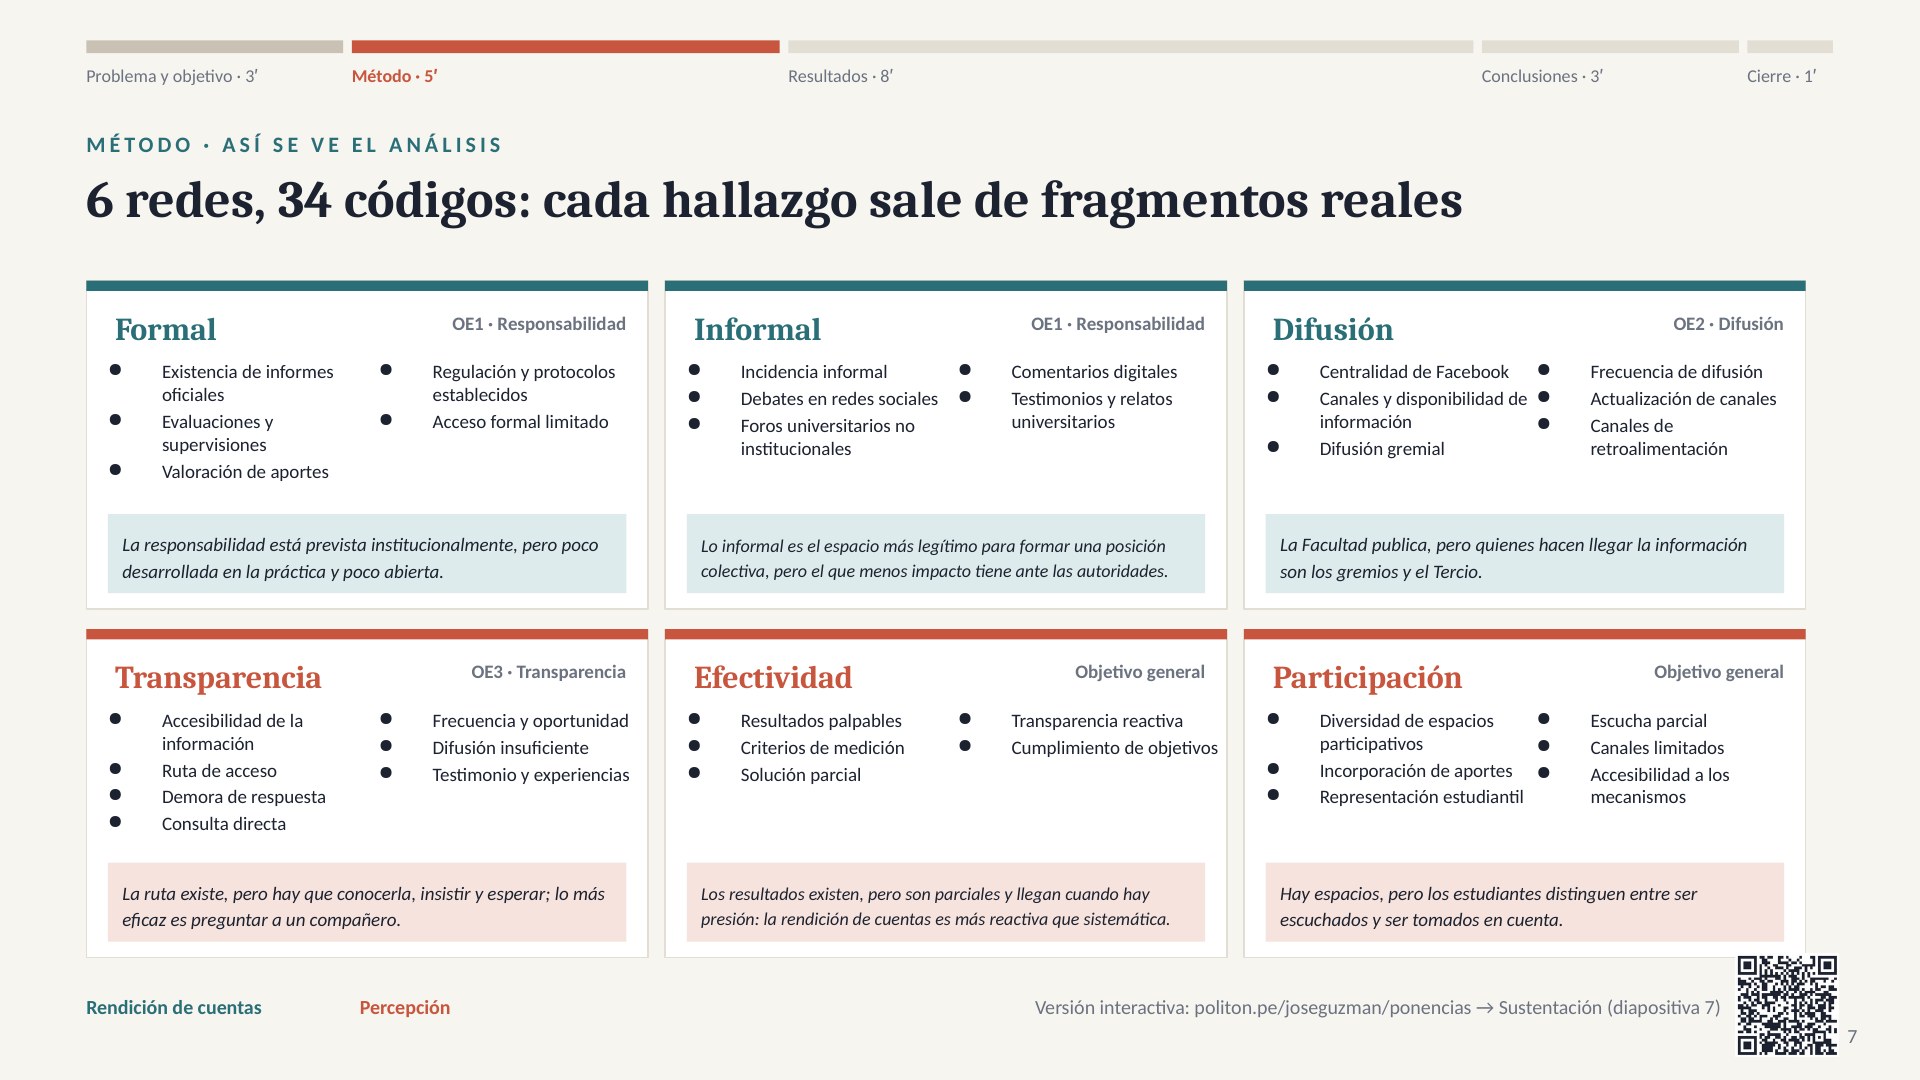 Problema y objetivo · 3′
Método · 5′
Resultados · 8′
Conclusiones · 3′
Cierre · 1′
MÉTODO · ASÍ SE VE EL ANÁLISIS
6 redes, 34 códigos: cada hallazgo sale de fragmentos reales
Formal
OE1 · Responsabilidad
Existencia de informes
oficiales
Evaluaciones y
supervisiones
Valoración de aportes
Regulación y protocolos
establecidos
Acceso formal limitado
La responsabilidad está prevista institucionalmente, pero poco
desarrollada en la práctica y poco abierta.
Informal
OE1 · Responsabilidad
Incidencia informal
Debates en redes sociales
Foros universitarios no
institucionales
Comentarios digitales
Testimonios y relatos
universitarios
Lo informal es el espacio más legítimo para formar una posición
colectiva, pero el que menos impacto tiene ante las autoridades.
Difusión
OE2 · Difusión
Centralidad de Facebook
Canales y disponibilidad de
información
Difusión gremial
Frecuencia de difusión
Actualización de canales
Canales de
retroalimentación
La Facultad publica, pero quienes hacen llegar la información
son los gremios y el Tercio.
Transparencia
OE3 · Transparencia
Accesibilidad de la
información
Ruta de acceso
Demora de respuesta
Consulta directa
Frecuencia y oportunidad
Difusión insuficiente
Testimonio y experiencias
La ruta existe, pero hay que conocerla, insistir y esperar; lo más
eficaz es preguntar a un compañero.
Efectividad
Objetivo general
Resultados palpables
Criterios de medición
Solución parcial
Transparencia reactiva
Cumplimiento de objetivos
Los resultados existen, pero son parciales y llegan cuando hay
presión: la rendición de cuentas es más reactiva que sistemática.
Participación
Objetivo general
Diversidad de espacios
participativos
Incorporación de aportes
Representación estudiantil
Escucha parcial
Canales limitados
Accesibilidad a los
mecanismos
Hay espacios, pero los estudiantes distinguen entre ser
escuchados y ser tomados en cuenta.
Rendición de cuentas
Percepción
Versión interactiva: politon.pe/joseguzman/ponencias → Sustentación (diapositiva 7)
7